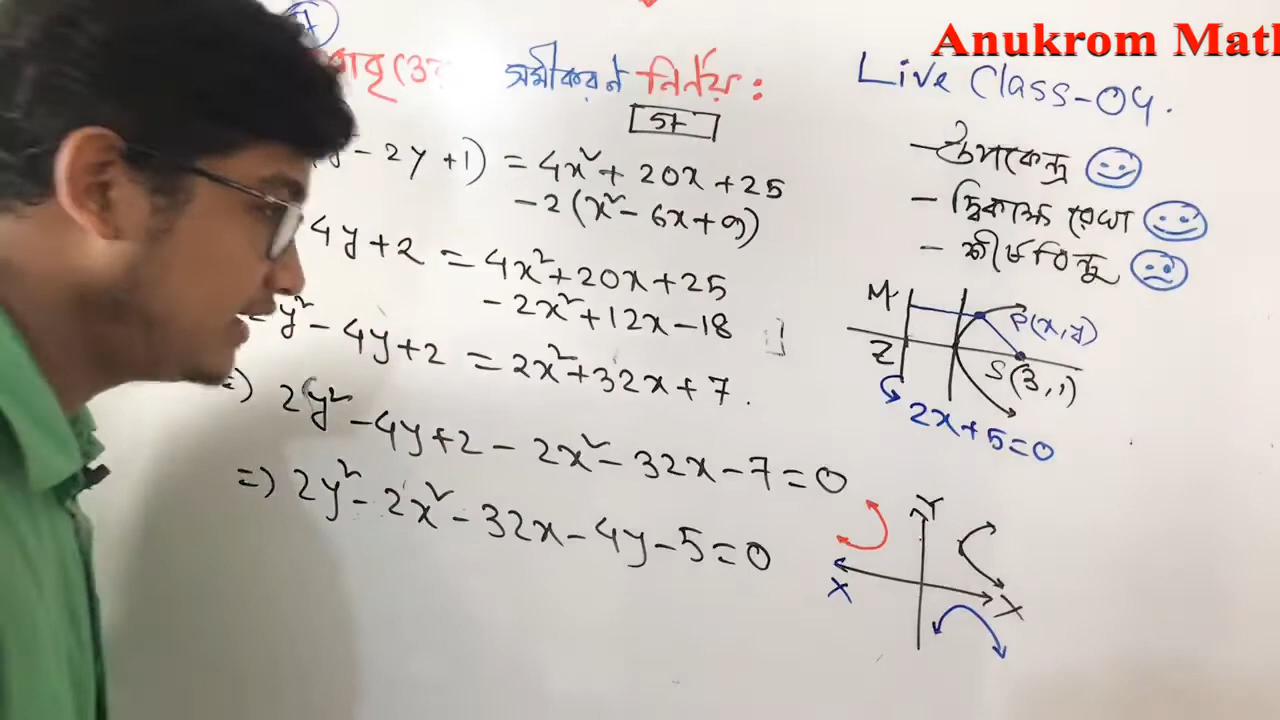 Anukrom Mat
সমীকরণ নির্ণয় :
Live Class-04.
5+
- 2y + 1) = 4x² + 20x + 25
- 2 (x² - 6x + 9)
4y + 2 = 4x² + 20x + 25
- 2x² + 12x - 18
y² - 4y + 2 = 2x² + 32x + 7.
=) 2y² - 4y + 2 - 2x² - 32x - 7 = 0
=) 2y² - 2x² - 32x - 4y - 5 = 0
- উপকেন্দ্র
- দ্বিকাক্ষ রেখা
- শীর্ষবিন্দু
M
P(x, y)
Z
S(3, 1)
2x + 5 = 0
Y
X
X